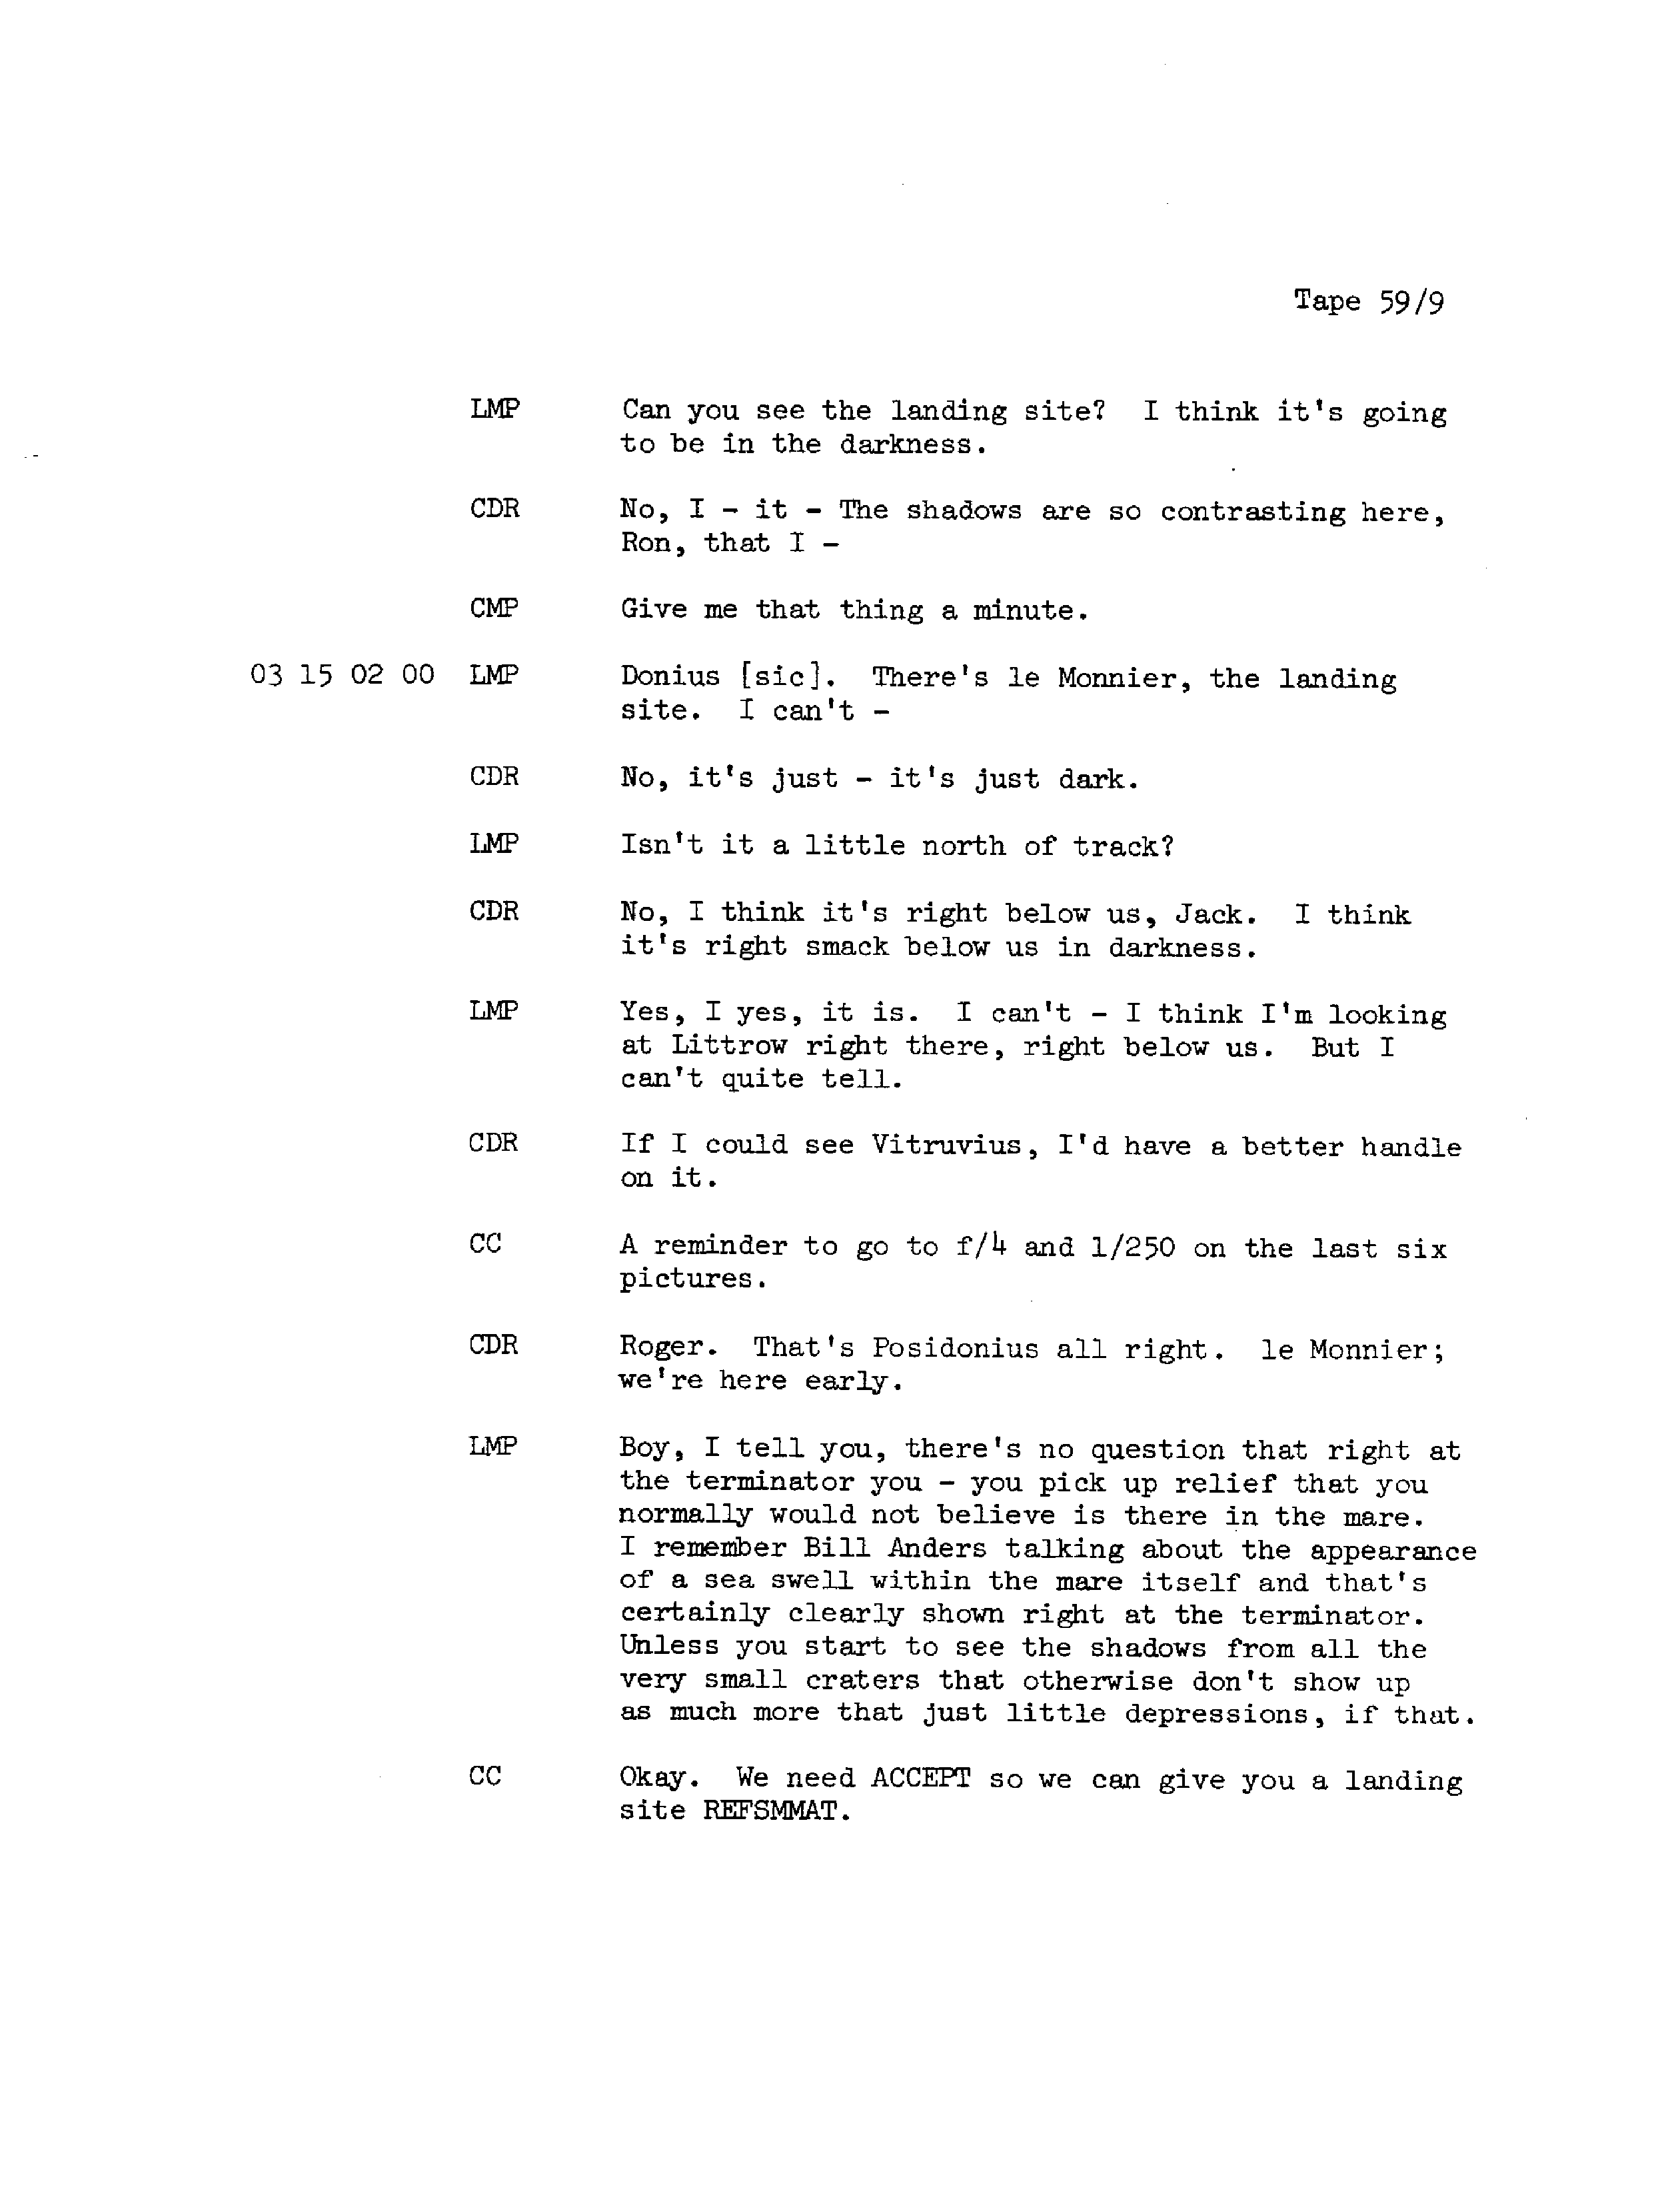 Tape 59/9
LMP Can you see the landing site? I think it's going
to be in the darkness.
CDR No, I - it - The shadows are so contrasting here,
Ron, that I -
CMP Give me that thing a minute.
03 15 02 00 LMP Donius [sic]. There's le Monnier, the landing
site. I can't -
CDR No, it's just - it's just dark.
LMP Isn't it a little north of track?
CDR No, I think it's right below us, Jack. I think
it's right smack below us in darkness.
LMP Yes, I yes, it is. I can't - I think I'm looking
at Littrow right there, right below us. But I
can't quite tell.
CDR If I could see Vitruvius, I'd have a better handle
on it.
CC A reminder to go to f/4 and 1/250 on the last six
pictures.
CDR Roger. That's Posidonius all right. le Monnier;
we're here early.
LMP Boy, I tell you, there's no question that right at
the terminator you - you pick up relief that you
normally would not believe is there in the mare.
I remember Bill Anders talking about the appearance
of a sea swell within the mare itself and that's
certainly clearly shown right at the terminator.
Unless you start to see the shadows from all the
very small craters that otherwise don't show up
as much more that just little depressions, if that.
CC Okay. We need ACCEPT so we can give you a landing
site REFSMMAT.